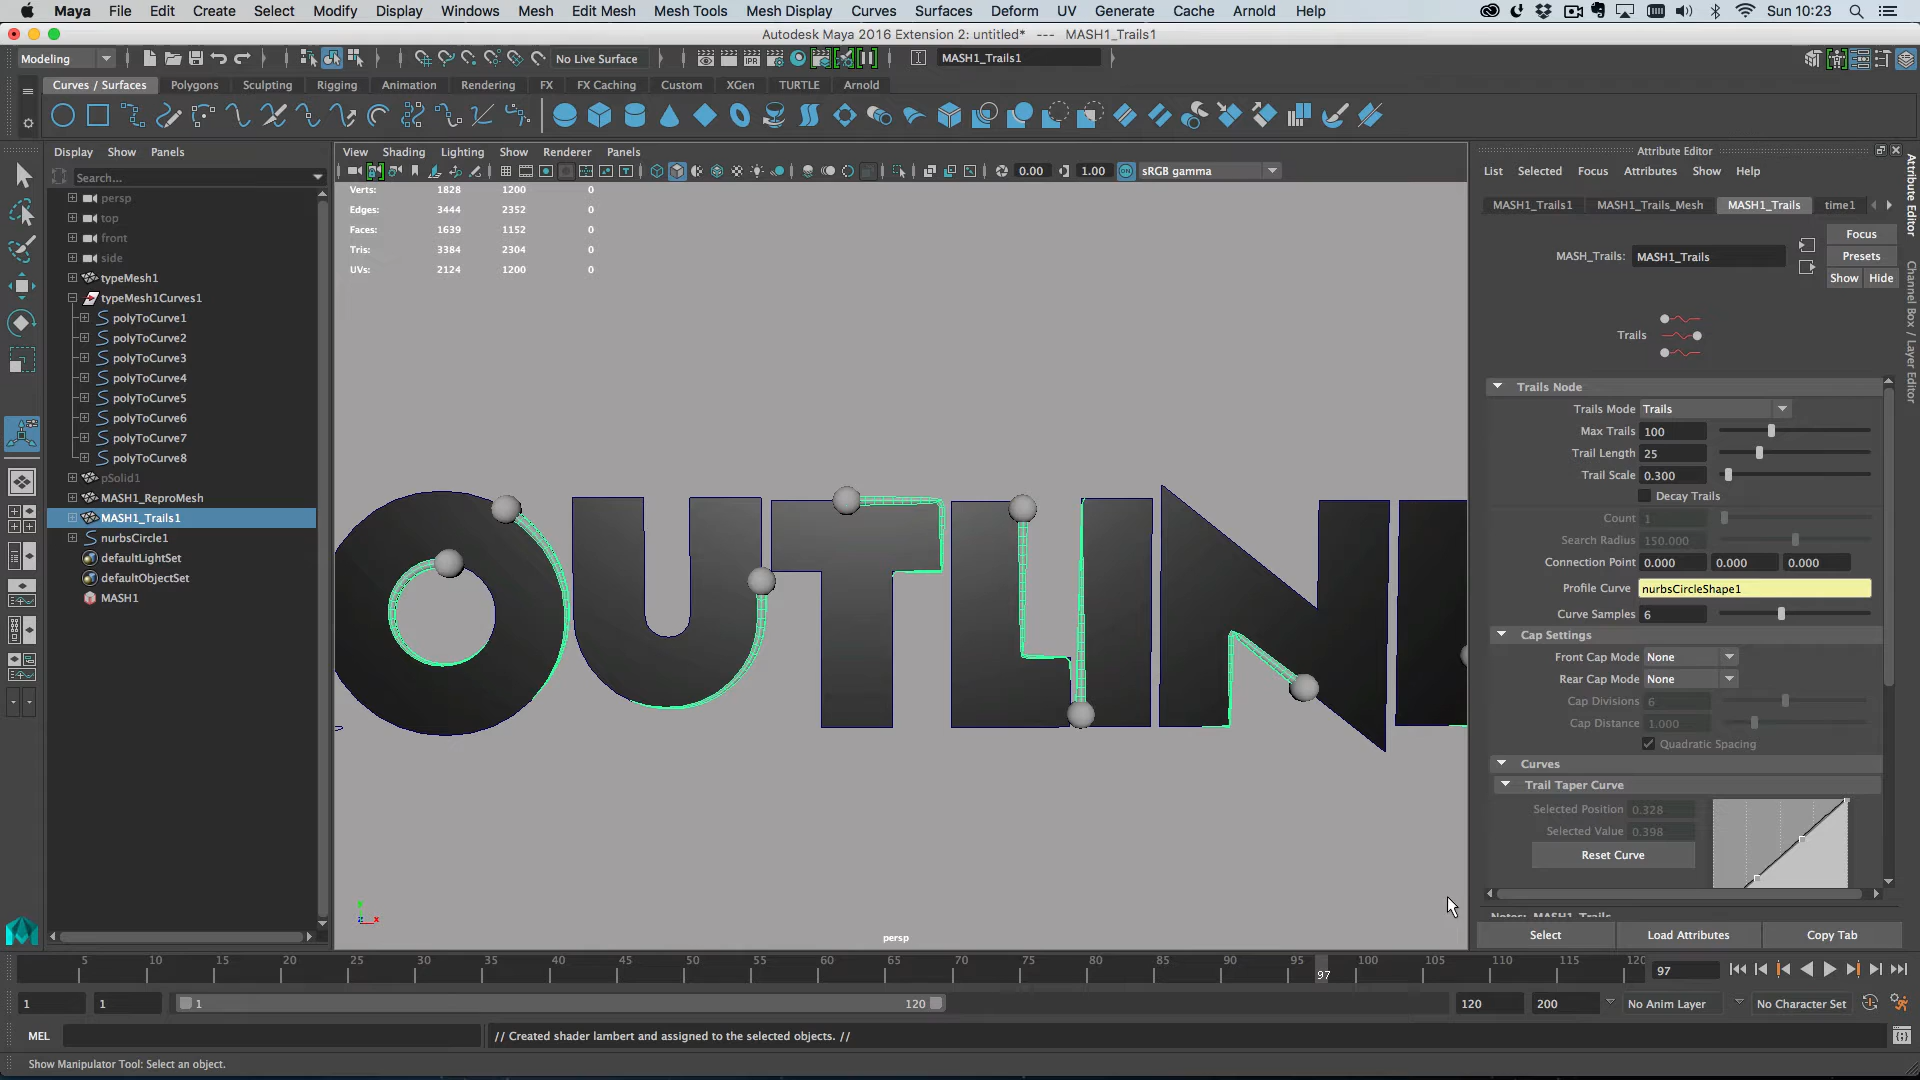 Maya File Edit Create Select Modify Display Windows Mesh Edit Mesh Mesh Tools Mesh Display Curves Surfaces Deform UV Generate Cache Arnold Help Sun 10:23
Autodesk Maya 2016 Extension 2: untitled* --- MASH1_Trails1
Modeling No Live Surface IPR MASH1_Trails1
Curves / Surfaces Polygons Sculpting Rigging Animation Rendering FX FX Caching Custom XGen TURTLE Arnold
Display Show Panels
Search...
persp
top
front
side
typeMesh1
typeMesh1Curves1
polyToCurve1
polyToCurve2
polyToCurve3
polyToCurve4
polyToCurve5
polyToCurve6
polyToCurve7
polyToCurve8
pSolid1
MASH1_ReproMesh
MASH1_Trails1
nurbsCircle1
defaultLightSet
defaultObjectSet
MASH1
View Shading Lighting Show Renderer Panels
0.00 1.00 ON sRGB gamma
Verts: 1828 1200 0
Edges: 3444 2352 0
Faces: 1639 1152 0
Tris: 3384 2304 0
UVs: 2124 1200 0
OUTLIN
persp
Attribute Editor
List Selected Focus Attributes Show Help
MASH1_Trails1 MASH1_Trails_Mesh MASH1_Trails time1
Focus
MASH_Trails: MASH1_Trails Presets
Show Hide
Trails
Trails Node
Trails Mode Trails
Max Trails 100
Trail Length 25
Trail Scale 0.300
Decay Trails
Count 1
Search Radius 150.000
Connection Point 0.000 0.000 0.000
Profile Curve nurbsCircleShape1
Curve Samples 6
Cap Settings
Front Cap Mode None
Rear Cap Mode None
Cap Divisions 6
Cap Distance 1.000
Quadratic Spacing
Curves
Trail Taper Curve
Selected Position 0.328
Selected Value 0.398
Reset Curve
Notes: MASH1_Trails
Select Load Attributes Copy Tab
Attribute Editor
Channel Box / Layer Editor
5 10 15 20 25 30 35 40 45 50 55 60 65 70 75 80 85 90 95 100 105 110 115 120
97 97
1 1 1 120 120 200 No Anim Layer No Character Set
MEL // Created shader lambert and assigned to the selected objects. //
Show Manipulator Tool: Select an object.